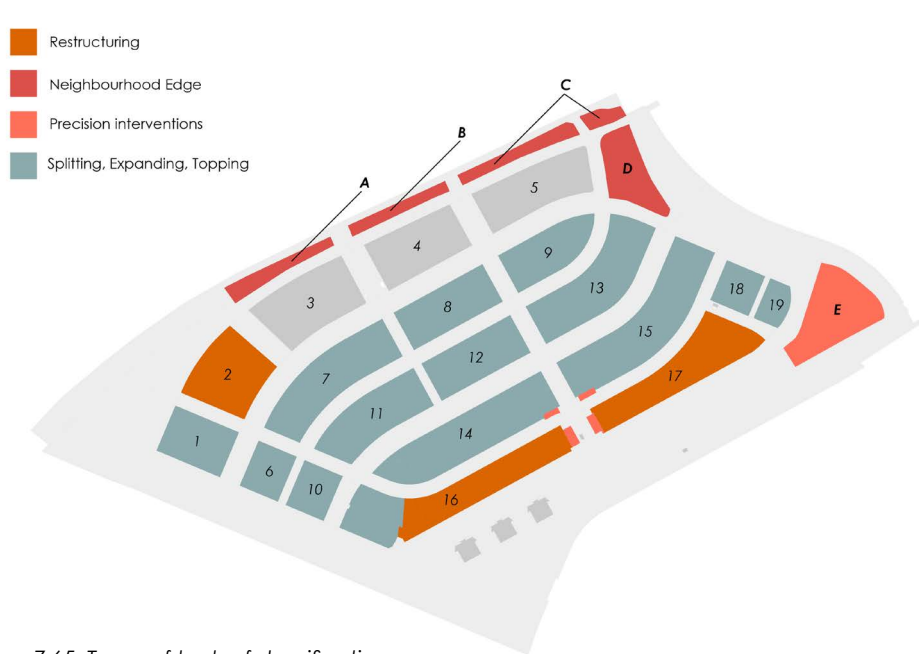 Restructuring
Neighbourhood Edge
Precision interventions
Splitting, Expanding, Topping
C
B
D
A
5
4
9
3
13
18
8
19
E
15
12
2
7
17
11
14
1
6
10
16